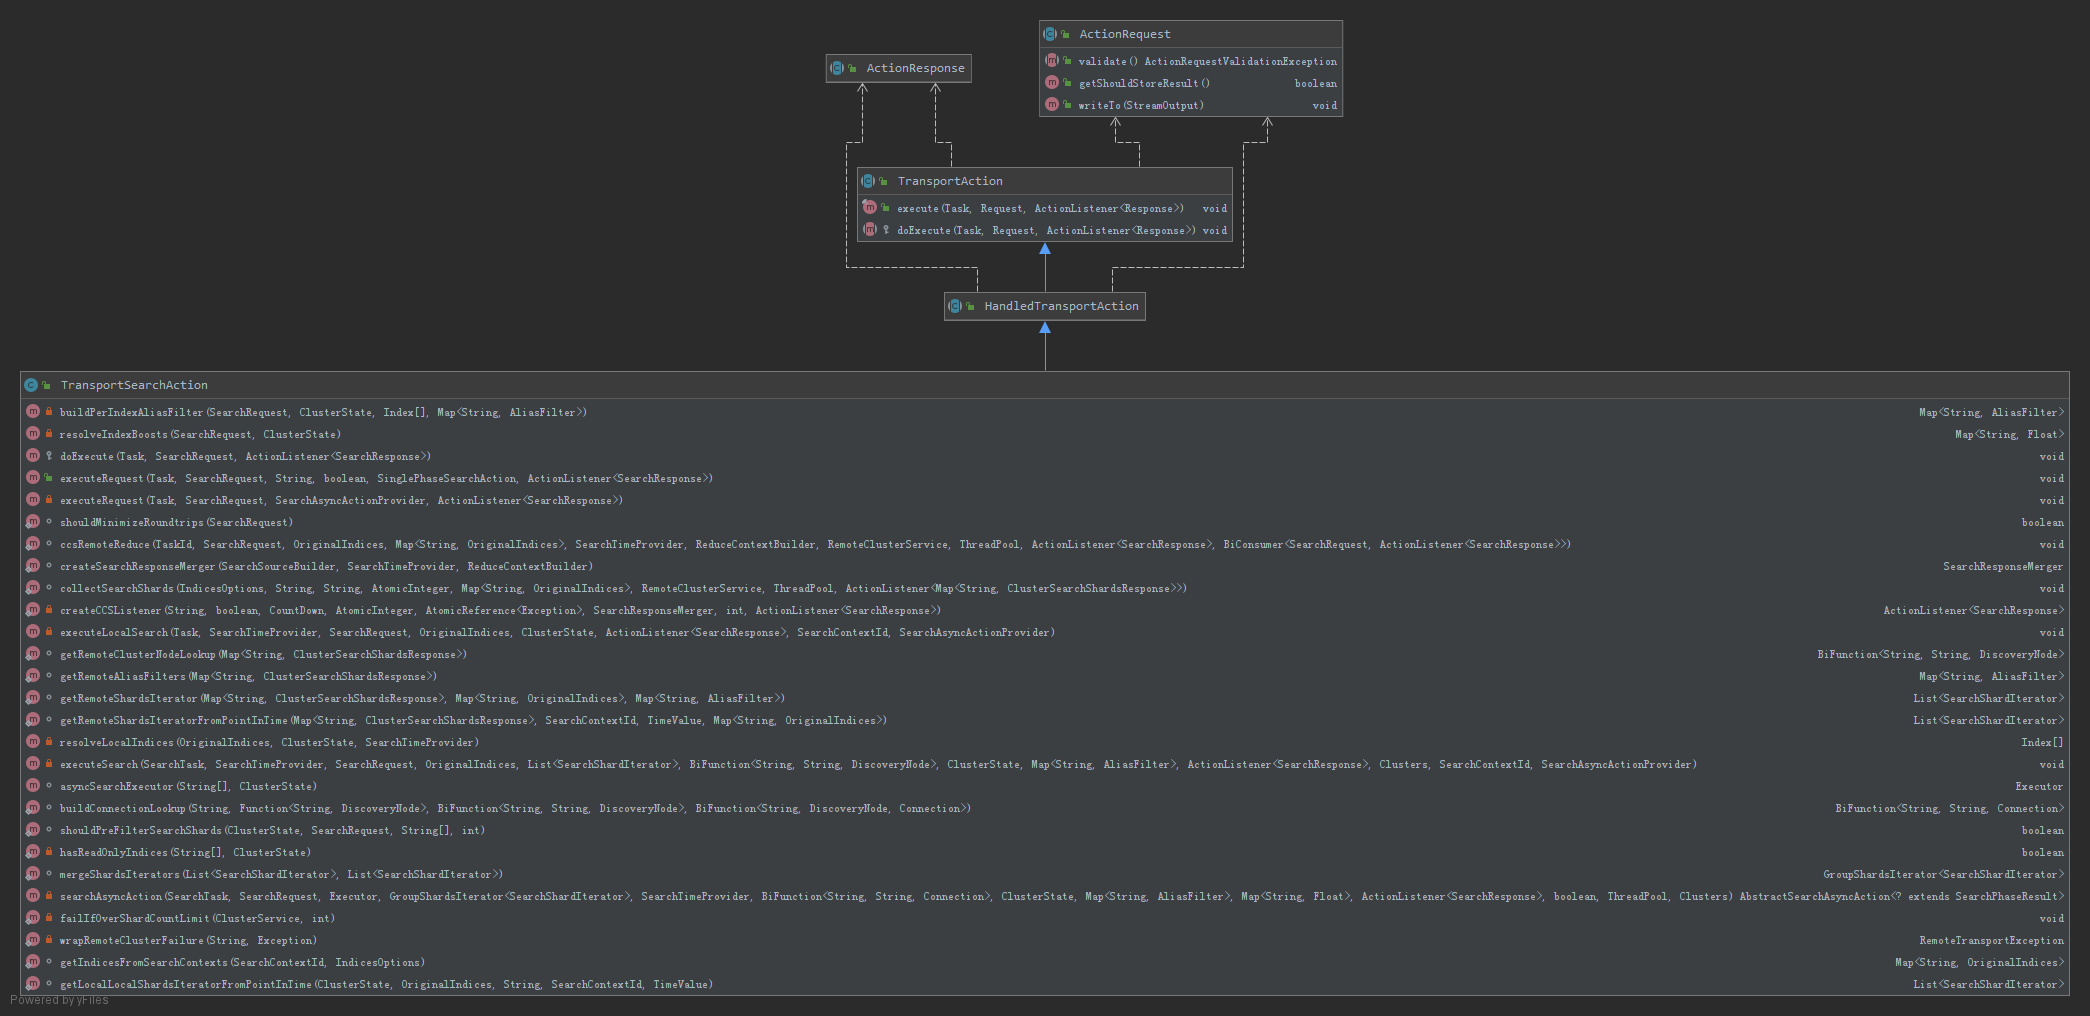 ActionRequest
validate() ActionRequestValidationException
getShouldStoreResult() boolean
writeTo(StreamOutput) void
ActionResponse
TransportAction
execute(Task, Request, ActionListener<Response>) void
doExecute(Task, Request, ActionListener<Response>) void
HandledTransportAction
TransportSearchAction
buildPerIndexAliasFilter(SearchRequest, ClusterState, Index[], Map<String, AliasFilter>) Map<String, AliasFilter>
resolveIndexBoosts(SearchRequest, ClusterState) Map<String, Float>
doExecute(Task, SearchRequest, ActionListener<SearchResponse>) void
executeRequest(Task, SearchRequest, String, boolean, SinglePhaseSearchAction, ActionListener<SearchResponse>) void
executeRequest(Task, SearchRequest, SearchAsyncActionProvider, ActionListener<SearchResponse>) void
shouldMinimizeRoundtrips(SearchRequest) boolean
ccsRemoteReduce(TaskId, SearchRequest, OriginalIndices, Map<String, OriginalIndices>, SearchTimeProvider, ReduceContextBuilder, RemoteClusterService, ThreadPool, ActionListener<SearchResponse>, BiConsumer<SearchRequest, ActionListener<SearchResponse>>) void
createSearchResponseMerger(SearchSourceBuilder, SearchTimeProvider, ReduceContextBuilder) SearchResponseMerger
collectSearchShards(IndicesOptions, String, String, AtomicInteger, Map<String, OriginalIndices>, RemoteClusterService, ThreadPool, ActionListener<Map<String, ClusterSearchShardsResponse>>) void
createCCSListener(String, boolean, CountDown, AtomicInteger, AtomicReference<Exception>, SearchResponseMerger, int, ActionListener<SearchResponse>) ActionListener<SearchResponse>
executeLocalSearch(Task, SearchTimeProvider, SearchRequest, OriginalIndices, ClusterState, ActionListener<SearchResponse>, SearchContextId, SearchAsyncActionProvider) void
getRemoteClusterNodeLookup(Map<String, ClusterSearchShardsResponse>) BiFunction<String, String, DiscoveryNode>
getRemoteAliasFilters(Map<String, ClusterSearchShardsResponse>) Map<String, AliasFilter>
getRemoteShardsIterator(Map<String, ClusterSearchShardsResponse>, Map<String, OriginalIndices>, Map<String, AliasFilter>) List<SearchShardIterator>
getRemoteShardsIteratorFromPointInTime(Map<String, ClusterSearchShardsResponse>, SearchContextId, TimeValue, Map<String, OriginalIndices>) List<SearchShardIterator>
resolveLocalIndices(OriginalIndices, ClusterState, SearchTimeProvider) Index[]
executeSearch(SearchTask, SearchTimeProvider, SearchRequest, OriginalIndices, List<SearchShardIterator>, BiFunction<String, String, DiscoveryNode>, ClusterState, Map<String, AliasFilter>, ActionListener<SearchResponse>, Clusters, SearchContextId, SearchAsyncActionProvider) void
asyncSearchExecutor(String[], ClusterState) Executor
buildConnectionLookup(String, Function<String, DiscoveryNode>, BiFunction<String, String, DiscoveryNode>, BiFunction<String, DiscoveryNode, Connection>) BiFunction<String, String, Connection>
shouldPreFilterSearchShards(ClusterState, SearchRequest, String[], int) boolean
hasReadOnlyIndices(String[], ClusterState) boolean
mergeShardsIterators(List<SearchShardIterator>, List<SearchShardIterator>) GroupShardsIterator<SearchShardIterator>
searchAsyncAction(SearchTask, SearchRequest, Executor, GroupShardsIterator<SearchShardIterator>, SearchTimeProvider, BiFunction<String, String, Connection>, ClusterState, Map<String, AliasFilter>, Map<String, Float>, ActionListener<SearchResponse>, boolean, ThreadPool, Clusters) AbstractSearchAsyncAction<? extends SearchPhaseResult>
failIfOverShardCountLimit(ClusterService, int) void
wrapRemoteClusterFailure(String, Exception) RemoteTransportException
getIndicesFromSearchContexts(SearchContextId, IndicesOptions) Map<String, OriginalIndices>
getLocalLocalShardsIteratorFromPointInTime(ClusterState, OriginalIndices, String, SearchContextId, TimeValue) List<SearchShardIterator>
Powered by yFiles